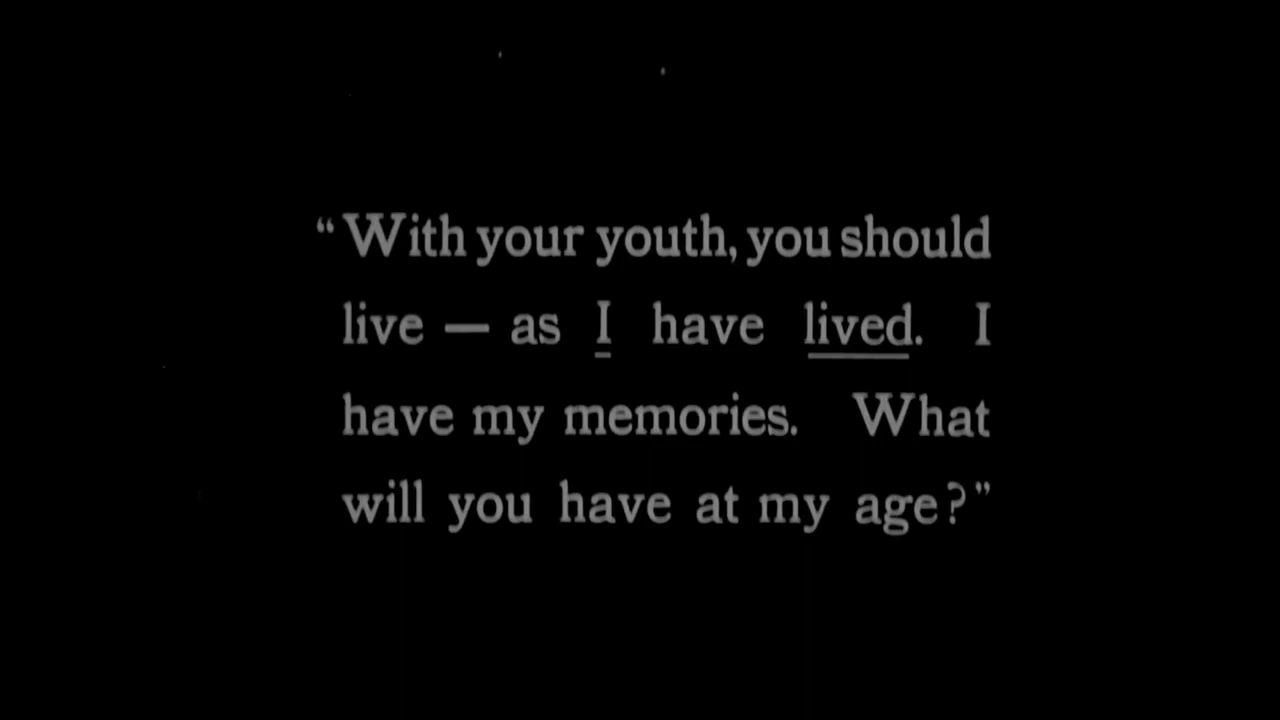 “With your youth, you should
live — as I have lived. I
have my memories. What
will you have at my age?”